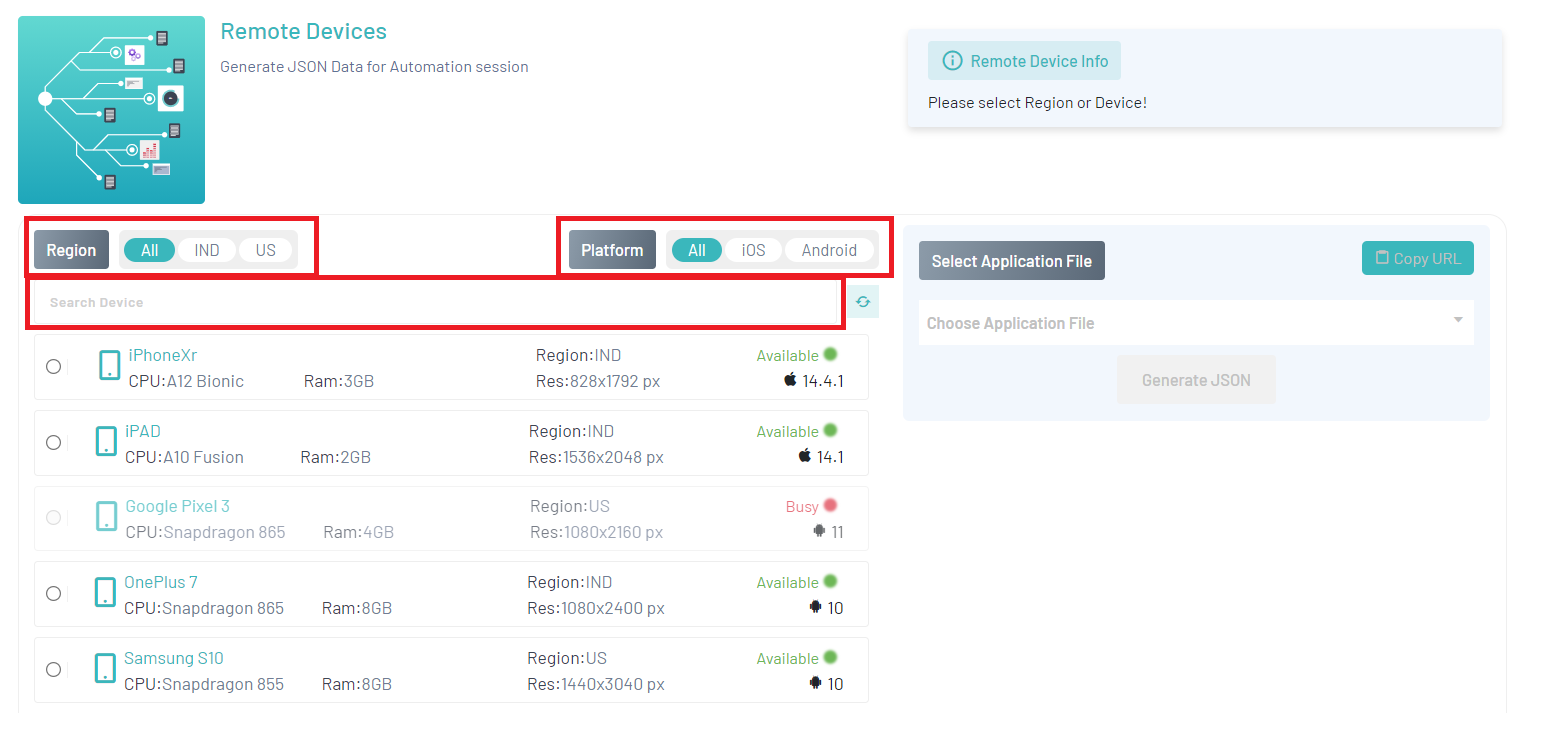 Remote Devices
Generate JSON Data for Automation session
Remote Device Info
Please select Region or Device!
Region All IND US
Platform All iOS Android
Search Device
Select Application File
Copy URL
Choose Application File
Generate JSON
iPhoneXr Region:IND Available
CPU:A12 Bionic Ram:3GB Res:828x1792 px 14.4.1
iPAD Region:IND Available
CPU:A10 Fusion Ram:2GB Res:1536x2048 px 14.1
Google Pixel 3 Region:US Busy
CPU:Snapdragon 865 Ram:4GB Res:1080x2160 px 11
OnePlus 7 Region:IND Available
CPU:Snapdragon 865 Ram:8GB Res:1080x2400 px 10
Samsung S10 Region:US Available
CPU:Snapdragon 855 Ram:8GB Res:1440x3040 px 10